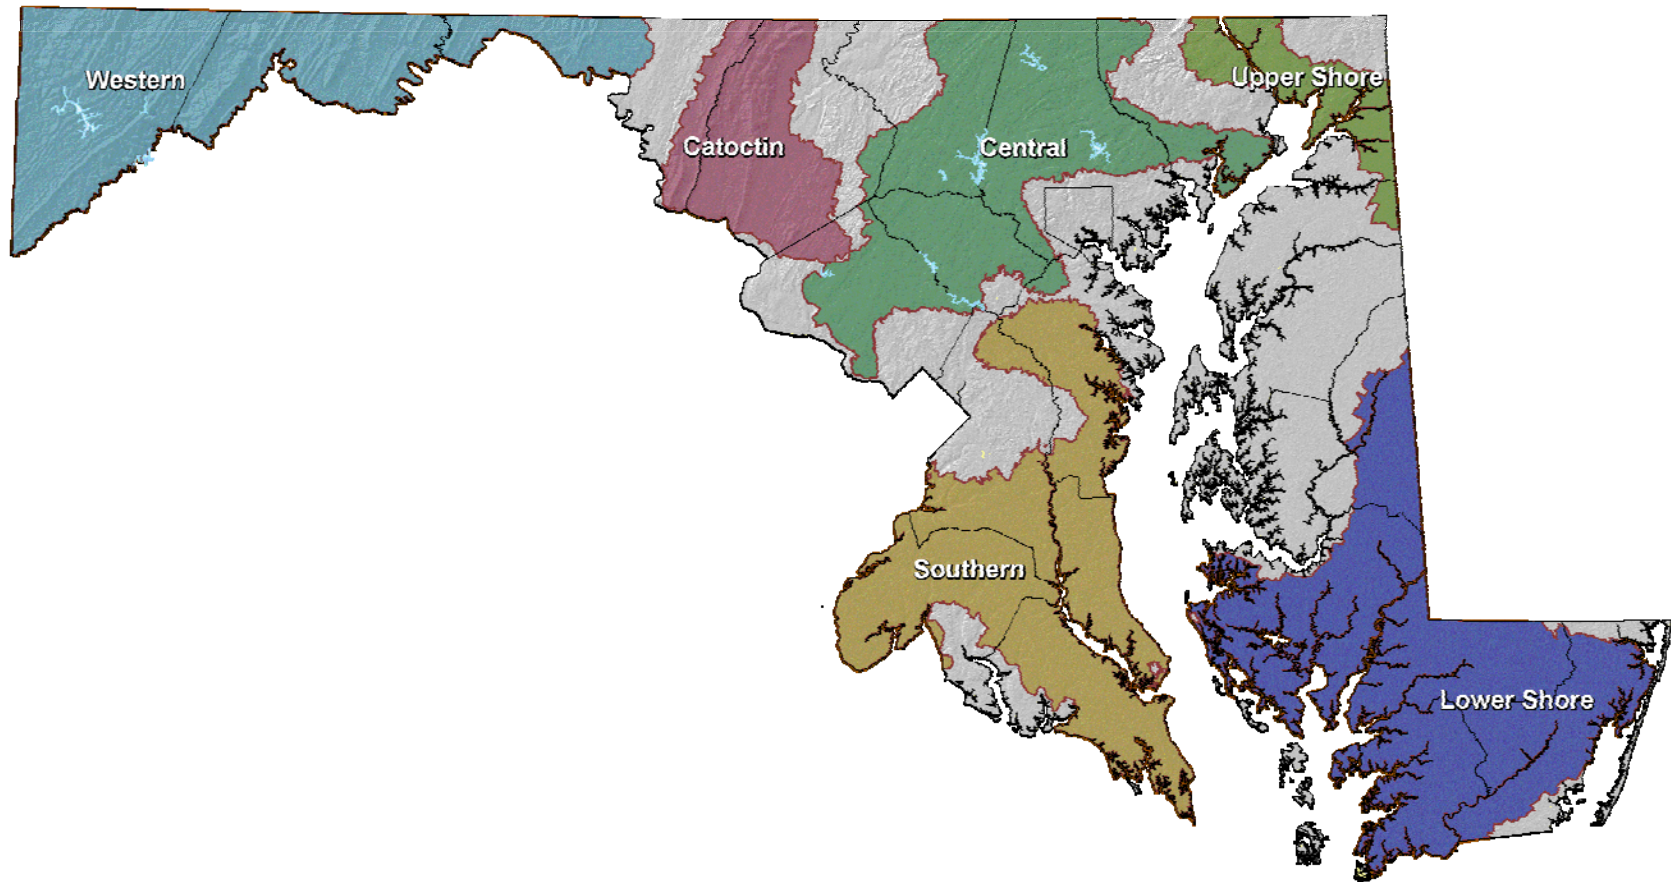 Western
Upper Shore
Catoctin
Central
Southern
Lower Shore